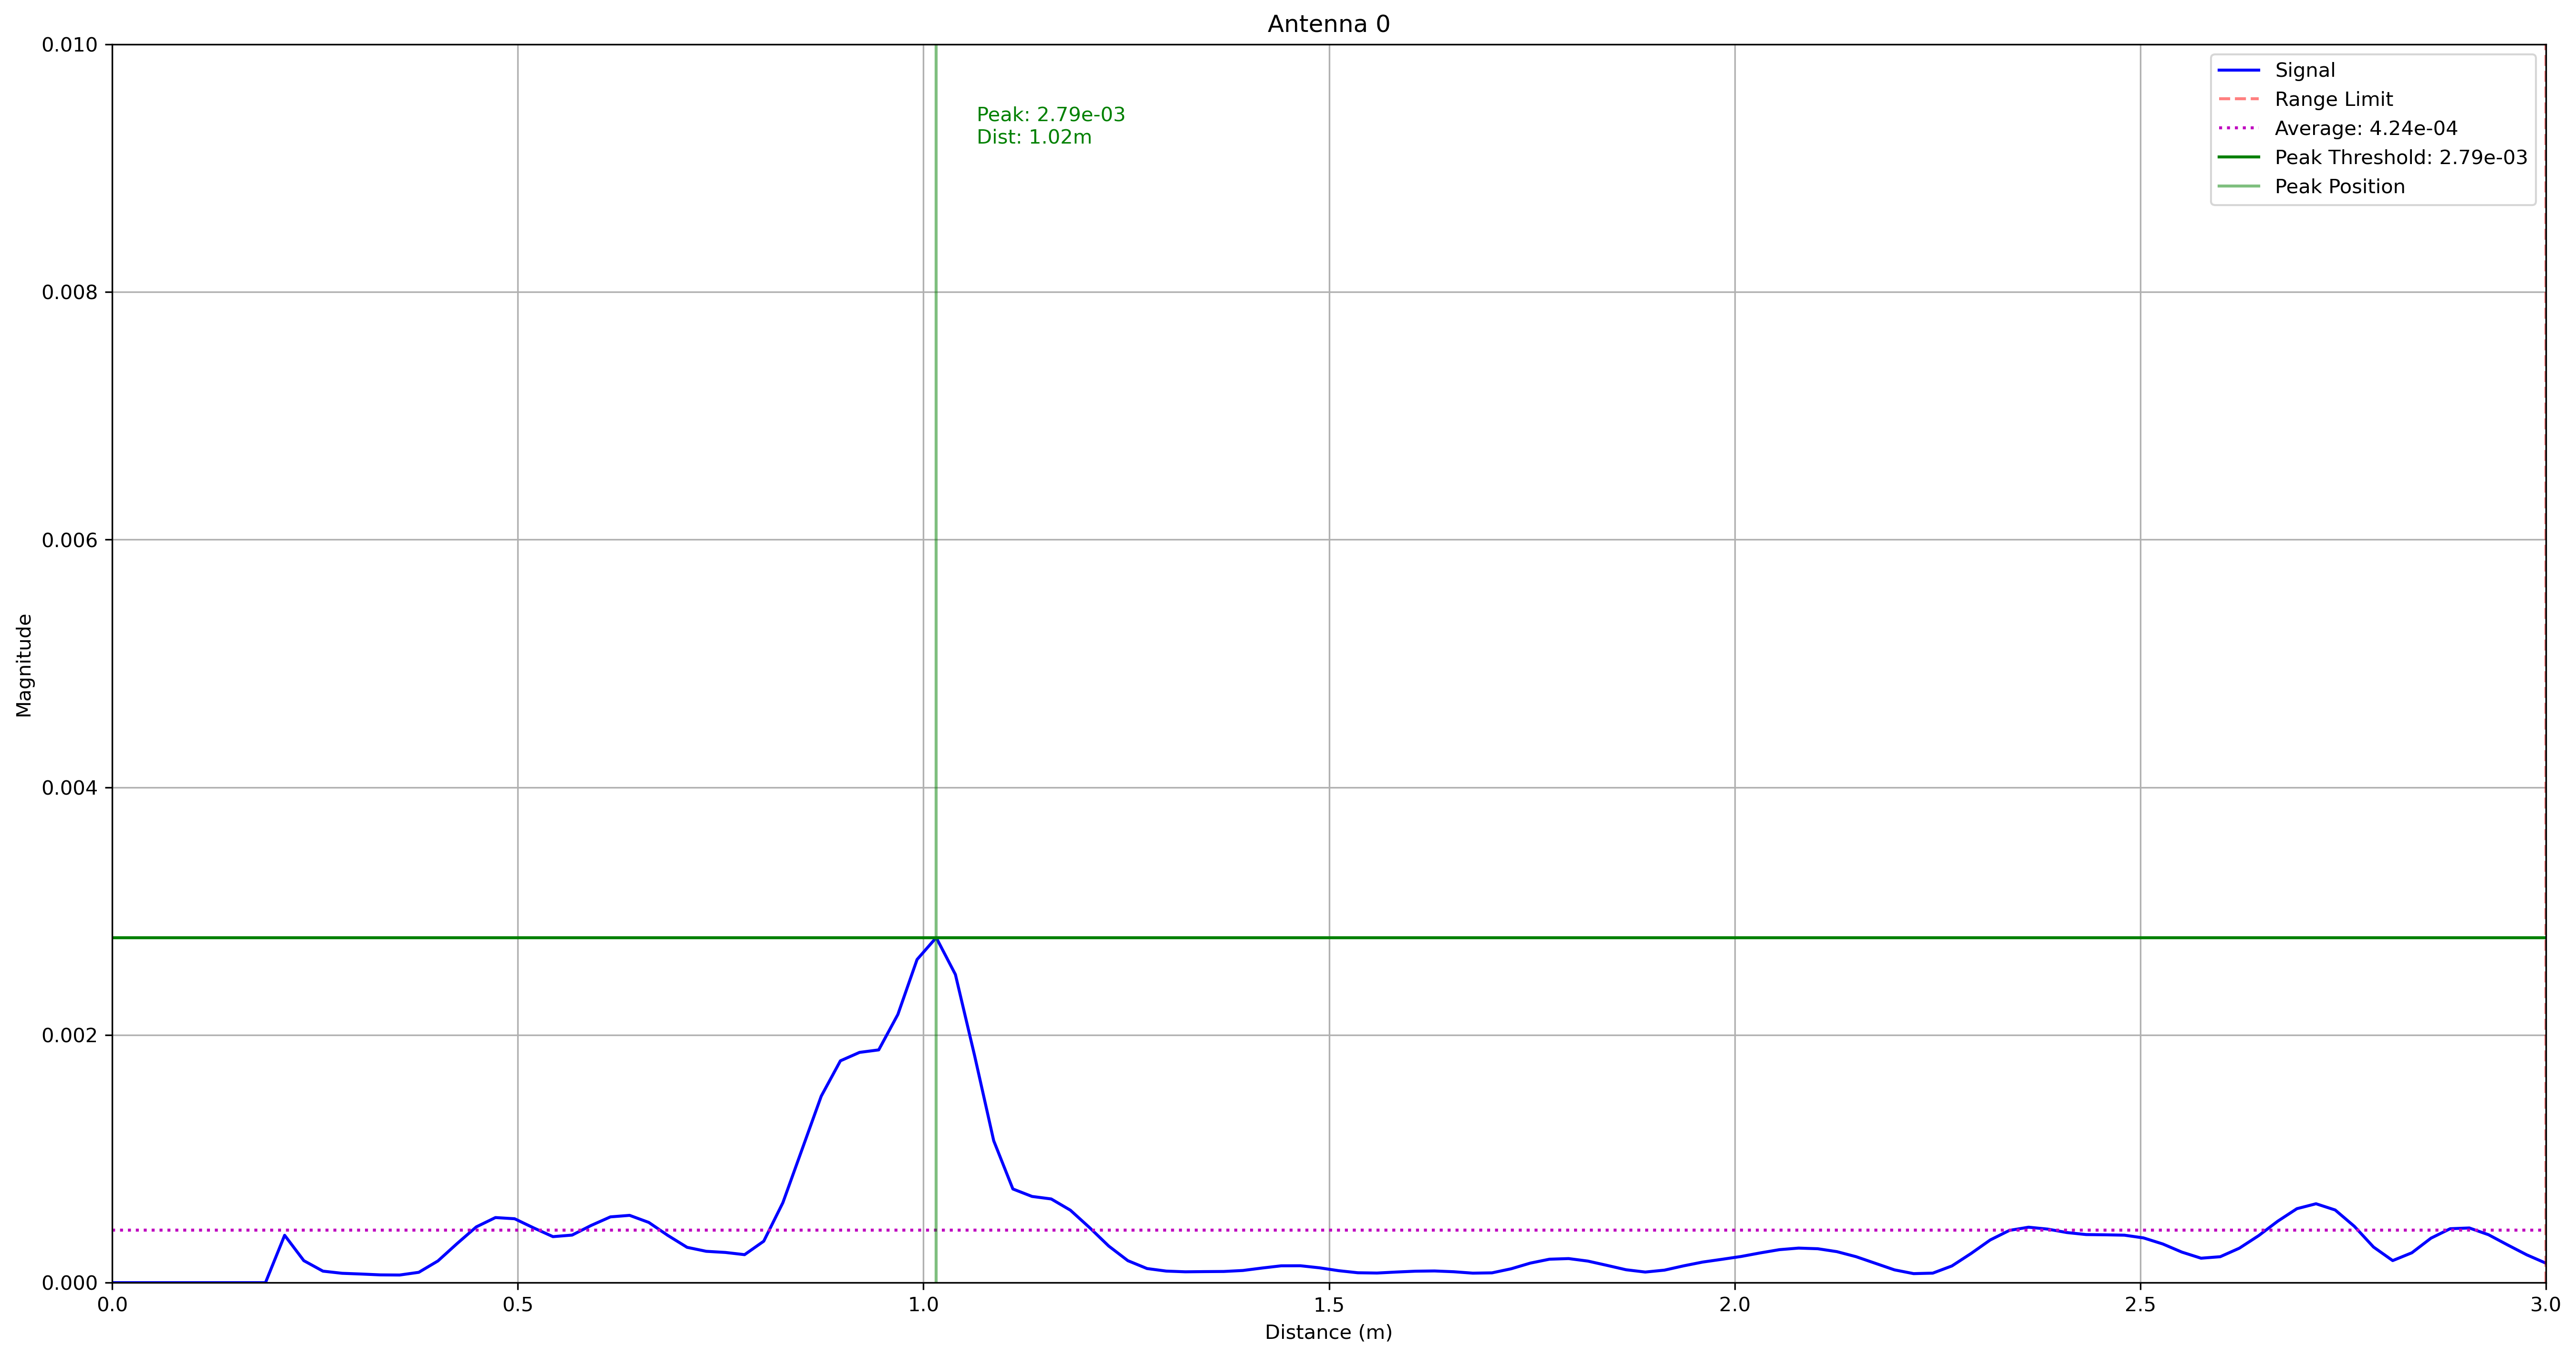 Antenna 0
0.010
0.008
0.006
0.004
0.002
0.000
Magnitude
Peak: 2.79e-03
Dist: 1.02m
Signal
Range Limit
Average: 4.24e-04
Peak Threshold: 2.79e-03
Peak Position
0.0 0.5 1.0 1.5 2.0 2.5 3.0
Distance (m)